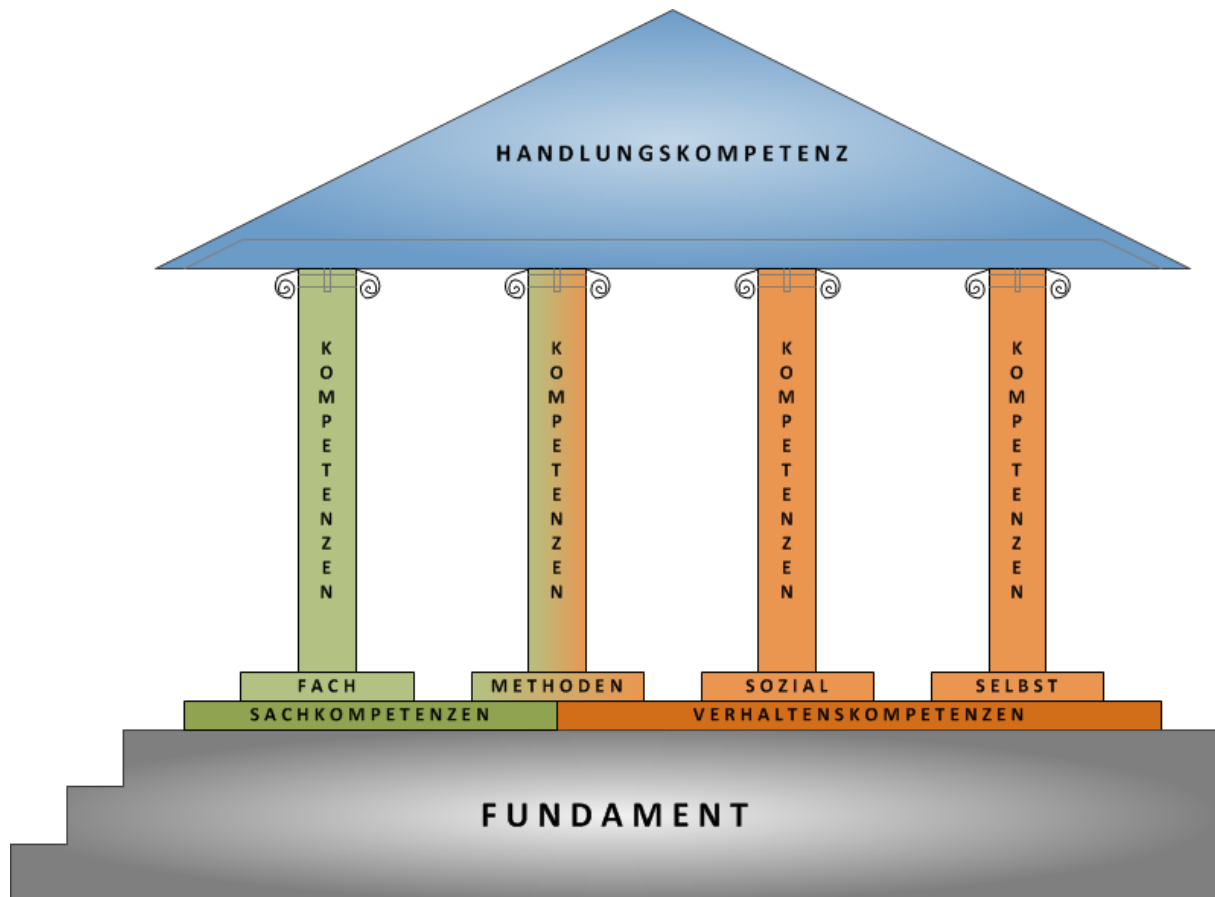 HANDLUNGSKOMPETENZ
KOMPETENZEN
KOMPETENZEN
KOMPETENZEN
KOMPETENZEN
FACH
METHODEN
SOZIAL
SELBST
SACHKOMPETENZEN
VERHALTENSKOMPETENZEN
FUNDAMENT